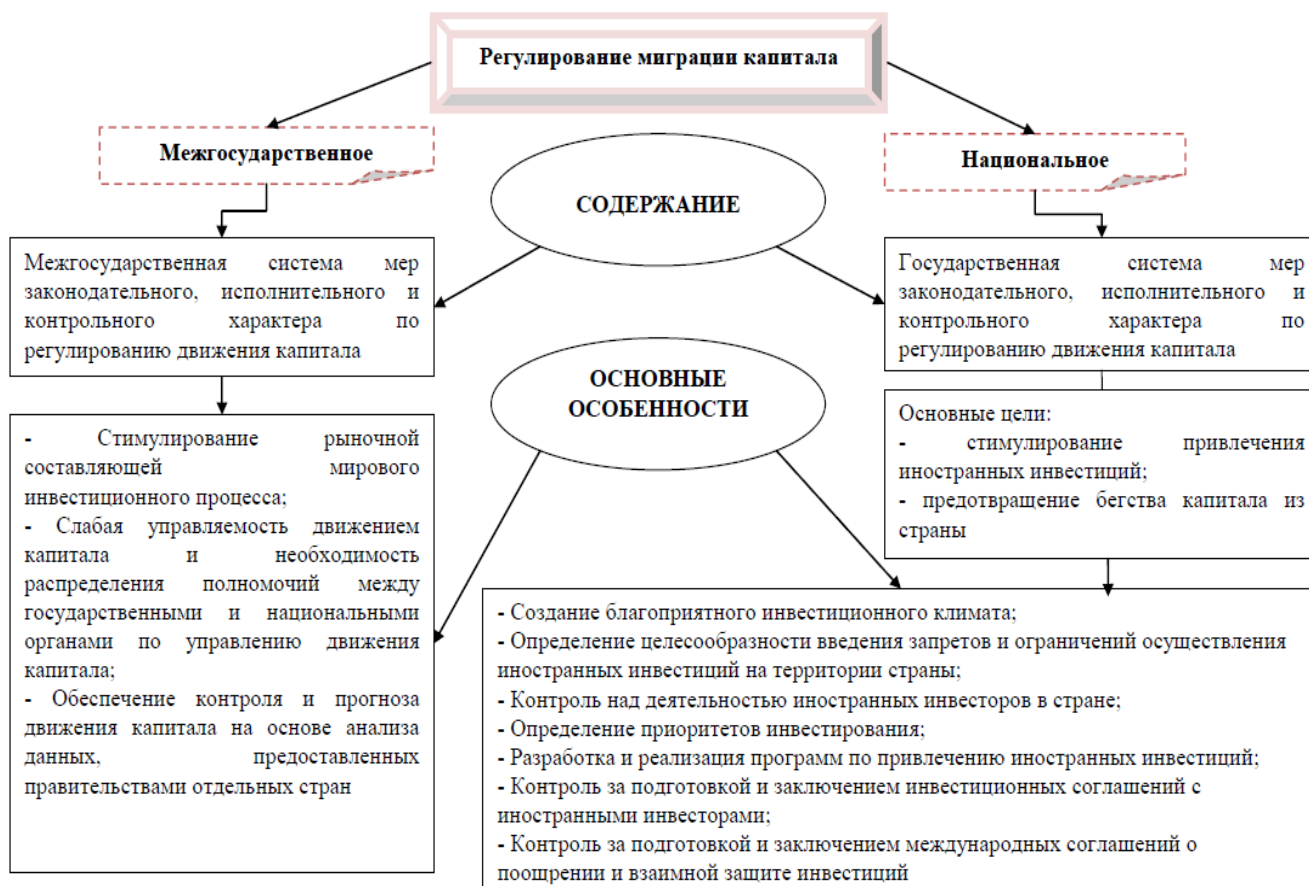 Регулирование миграции капитала
Межгосударственное
Национальное
СОДЕРЖАНИЕ
Межгосударственная система мер
законодательного, исполнительного и
контрольного характера по
регулированию движения капитала
Государственная система мер
законодательного, исполнительного и
контрольного характера по
регулированию движения капитала
ОСНОВНЫЕ
ОСОБЕННОСТИ
- Стимулирование рыночной
составляющей мирового
инвестиционного процесса;
- Слабая управляемость движением
капитала и необходимость
распределения полномочий между
государственными и национальными
органами по управлению движения
капитала;
- Обеспечение контроля и прогноза
движения капитала на основе анализа
данных, предоставленных
правительствами отдельных стран
Основные цели:
- стимулирование привлечения
иностранных инвестиций;
- предотвращение бегства капитала из
страны
- Создание благоприятного инвестиционного климата;
- Определение целесообразности введения запретов и ограничений осуществления
иностранных инвестиций на территории страны;
- Контроль над деятельностью иностранных инвесторов в стране;
- Определение приоритетов инвестирования;
- Разработка и реализация программ по привлечению иностранных инвестиций;
- Контроль за подготовкой и заключением инвестиционных соглашений с
иностранными инвесторами;
- Контроль за подготовкой и заключением международных соглашений о
поощрении и взаимной защите инвестиций